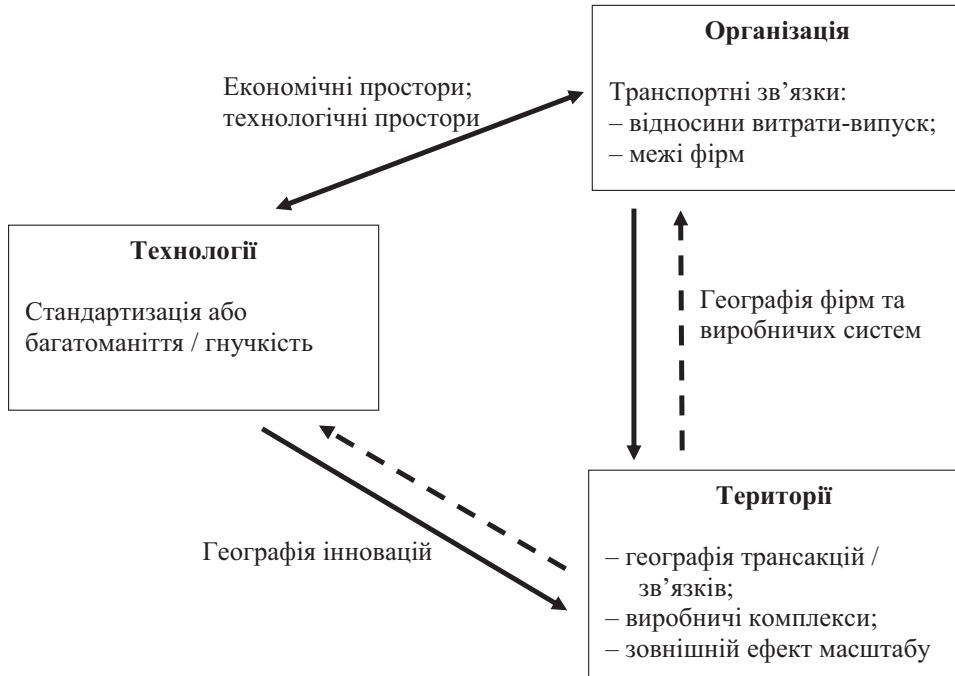 Організація
Транспортні зв’язки:
– відносини витрати-випуск;
– межі фірм
Економічні простори;
технологічні простори
Технології
Стандартизація або
багатоманіття / гнучкість
Географія фірм та
виробничих систем
Географія інновацій
Території
– географія трансакцій /
зв’язків;
– виробничі комплекси;
– зовнішній ефект масштабу